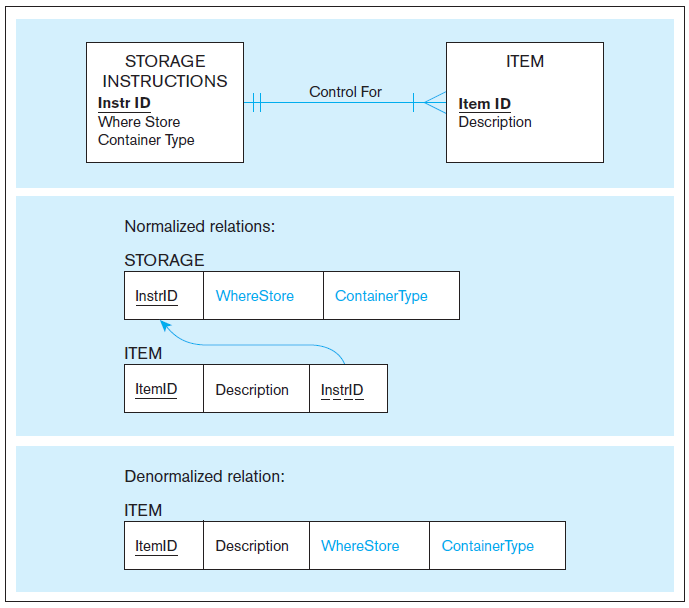 STORAGE
INSTRUCTIONS
Instr ID
Where Store
Container Type
Control For
ITEM
Item ID
Description
Normalized relations:
STORAGE
InstrID WhereStore ContainerType
ITEM
ItemID Description InstrID
Denormalized relation:
ITEM
ItemID Description WhereStore ContainerType